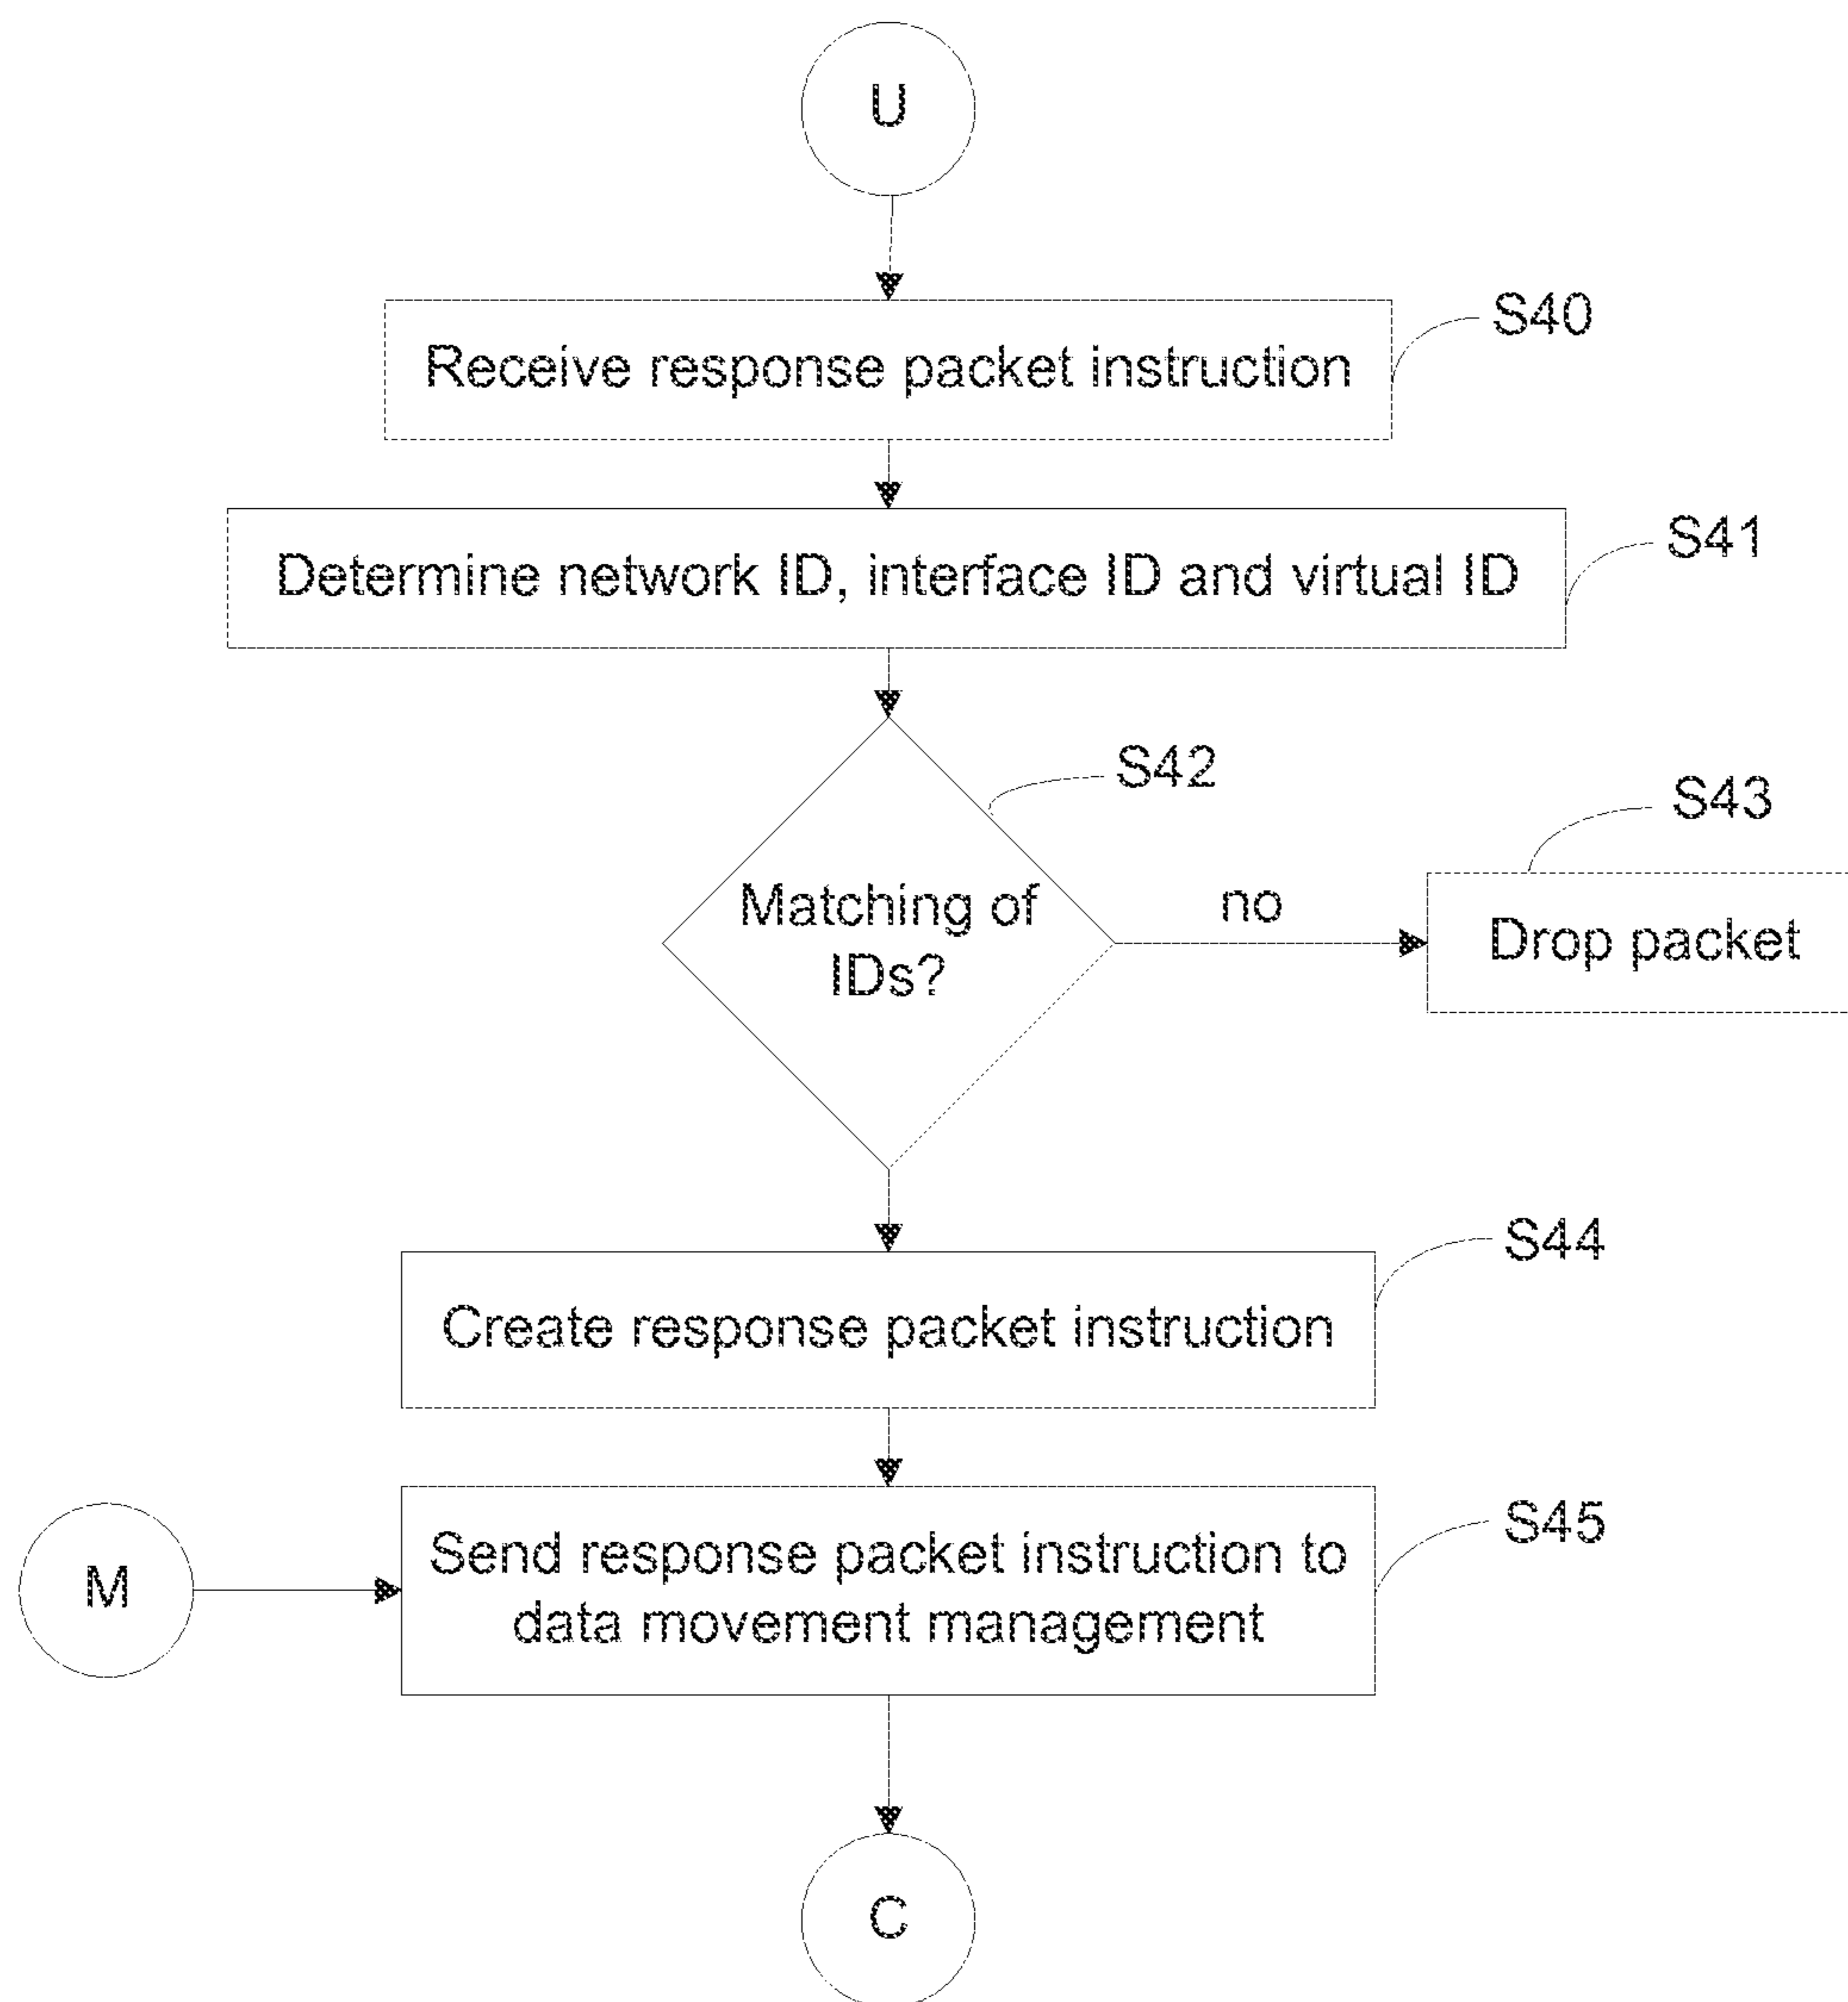 U
S40
Receive response packet instruction
S41
Determine network ID, interface ID and virtual ID
S42
S43
Matching of
IDs?
no
Drop packet
S44
Create response packet instruction
S45
Send response packet instruction to
data movement management
M
C